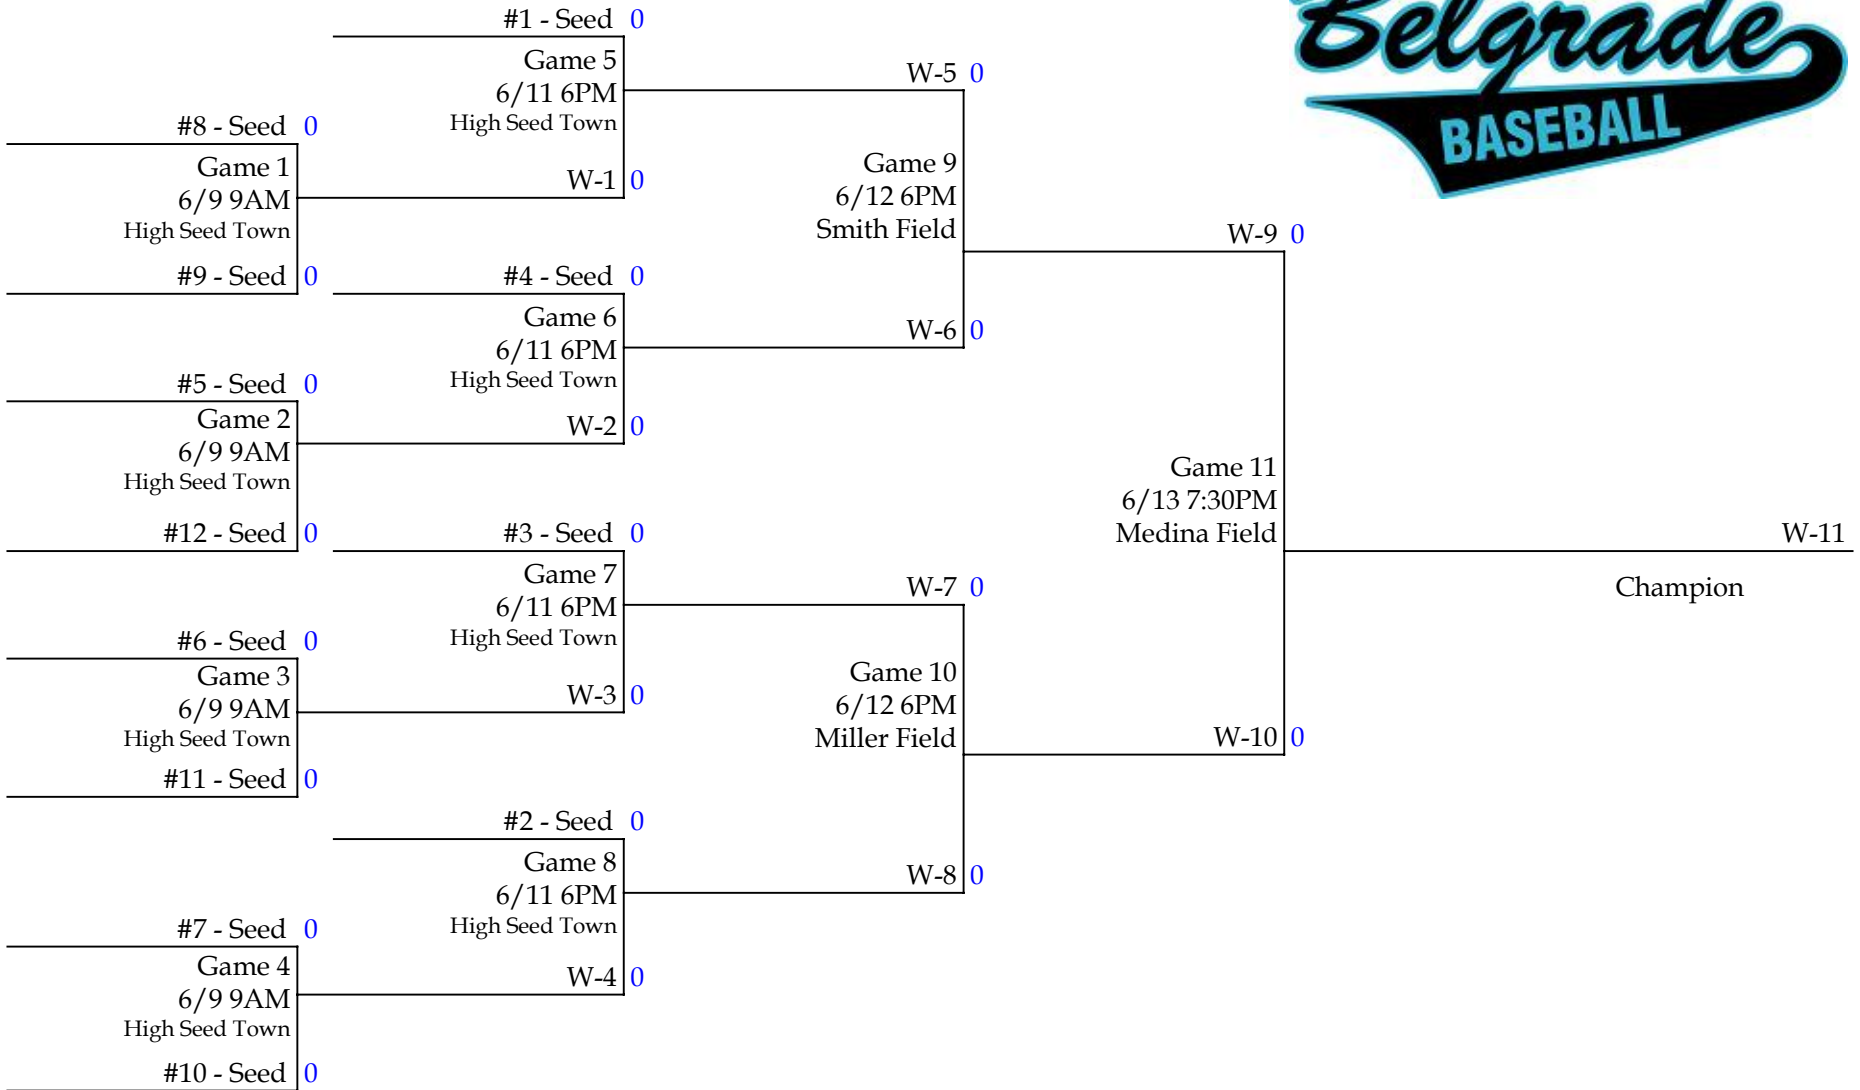 Belgrade
BASEBALL
#1 - Seed 0
Game 5
6/11 6PM
High Seed Town
W-1 0
#8 - Seed 0
Game 1
6/9 9AM
High Seed Town
#9 - Seed 0
#4 - Seed 0
Game 6
6/11 6PM
High Seed Town
W-2 0
#5 - Seed 0
Game 2
6/9 9AM
High Seed Town
#12 - Seed 0
#3 - Seed 0
Game 7
6/11 6PM
High Seed Town
W-3 0
#6 - Seed 0
Game 3
6/9 9AM
High Seed Town
#11 - Seed 0
#2 - Seed 0
Game 8
6/11 6PM
High Seed Town
W-4 0
#7 - Seed 0
Game 4
6/9 9AM
High Seed Town
#10 - Seed 0
W-5 0
Game 9
6/12 6PM
Smith Field
W-6 0
W-7 0
Game 10
6/12 6PM
Miller Field
W-8 0
W-9 0
Game 11
6/13 7:30PM
Medina Field
W-10 0
W-11
Champion